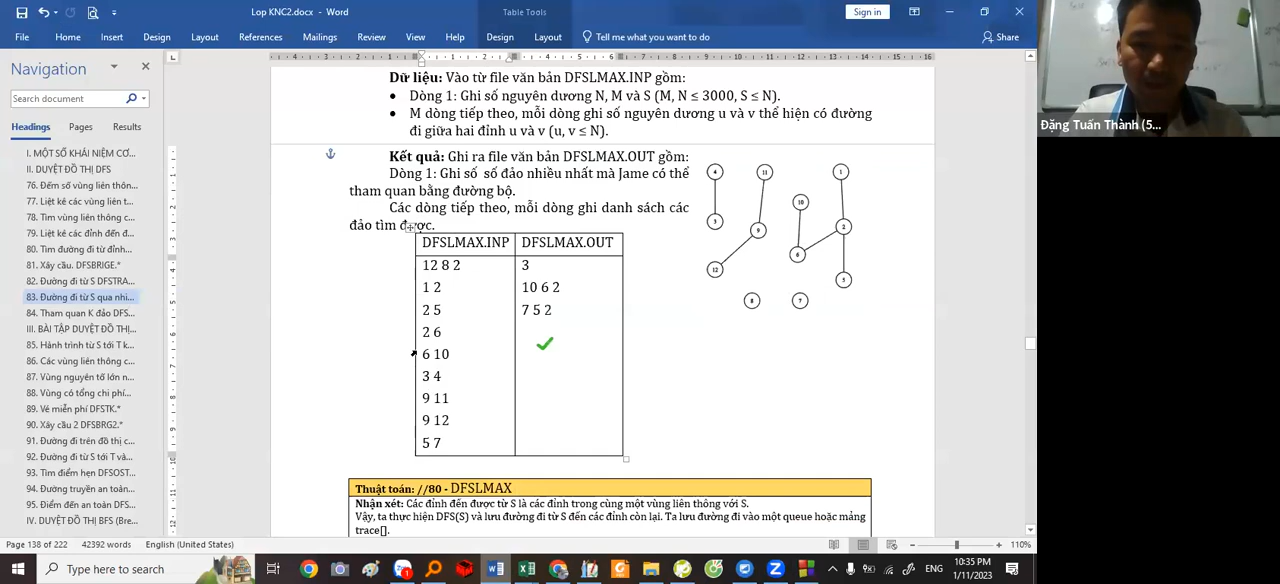 Lop KNC2.docx - Word
Table Tools
Sign in
File Home Insert Design Layout References Mailings Review View Help Design Layout Tell me what you want to do
Share
Navigation
Search document
Headings Pages Results
I. MỘT SỐ KHÁI NIỆM CƠ...
II. DUYỆT ĐỒ THỊ DFS
76. Đếm số vùng liên thôn...
77. Liệt kê các vùng liên t...
78. Tìm vùng liên thông c...
79. Liệt kê các đỉnh đến đ...
80. Tìm đường đi từ đỉnh...
81. Xây cầu. DFSBRIGE.*
82. Đường đi từ S DFSTRA...
83. Đường đi từ S qua nhi...
84. Tham quan K đảo DFS...
III. BÀI TẬP DUYỆT ĐỒ THỊ...
85. Hành trình từ S tới T k...
86. Các vùng liên thông c...
87. Vùng nguyên tố lớn n...
88. Vùng có tổng chi phí...
89. Vé miễn phí DFSTK.*
90. Xây cầu 2 DFSBRG2.*
91. Đường đi trên đồ thị c...
92. Đường đi từ S tới T và...
93. Tìm điểm hẹn DFSOST...
94. Đường truyền an toàn...
95. Điểm đến an toàn DFS...
IV. DUYỆT ĐỒ THỊ BFS (Bre...
Dữ liệu: Vào từ file văn bản DFSLMAX.INP gồm:
• Dòng 1: Ghi số nguyên dương N, M và S (M, N ≤ 3000, S ≤ N).
• M dòng tiếp theo, mỗi dòng ghi số nguyên dương u và v thể hiện có đường
đi giữa hai đỉnh u và v (u, v ≤ N).
Kết quả: Ghi ra file văn bản DFSLMAX.OUT gồm:
Dòng 1: Ghi số số đảo nhiều nhất mà Jame có thể
tham quan bằng đường bộ.
Các dòng tiếp theo, mỗi dòng ghi danh sách các
đảo tìm được.
DFSLMAX.INP DFSLMAX.OUT
12 8 2 3
1 2 10 6 2
2 5 7 5 2
2 6
6 10
3 4
9 11
9 12
5 7
4 11 1
10
3 9 2
6
12 5
8 7
Thuật toán: //80 - DFSLMAX
Nhận xét: Các đỉnh đến được từ S là các đỉnh trong cùng một vùng liên thông với S.
Vậy, ta thực hiện DFS(S) và lưu đường đi từ S đến các đỉnh còn lại. Ta lưu đường đi vào một queue hoặc mảng
trace[].
Đặng Tuấn Thành (5...
Page 138 of 222 42392 words English (United States)
110%
Type here to search
ENG
10:35 PM
1/11/2023